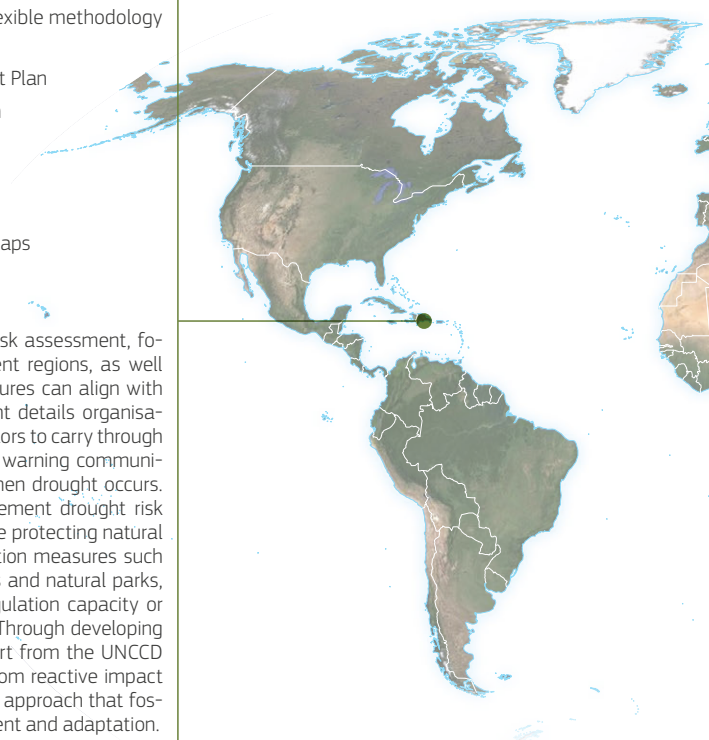 exible methodology
t Plan
aps
sk assessment, fo-
ent regions, as well
ures can align with
nt details organisa-
tors to carry through
warning communi-
hen drought occurs.
ement drought risk
e protecting natural
tion measures such
s and natural parks,
gulation capacity or
Through developing
rt from the UNCCD
om reactive impact
approach that fos-
ent and adaptation.